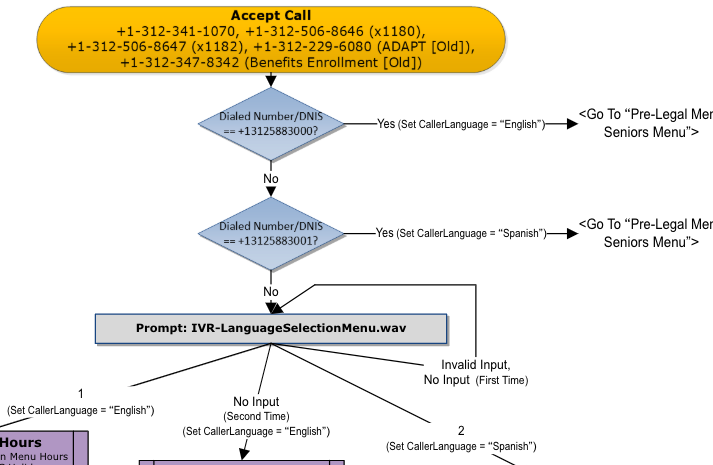 Accept Call
+1-312-341-1070, +1-312-506-8646 (x1180),
+1-312-506-8647 (x1182), +1-312-229-6080 (ADAPT [Old]),
+1-312-347-8342 (Benefits Enrollment [Old])
Dialed Number/DNIS
== +13125883000?
Yes (Set CallerLanguage = “English”)
<Go To “Pre-Legal Mer
Seniors Menu”>
No
Dialed Number/DNIS
== +13125883001?
Yes (Set CallerLanguage = “Spanish”)
<Go To “Pre-Legal Mer
Seniors Menu”>
No
Prompt: IVR-LanguageSelectionMenu.wav
Invalid Input,
No Input (First Time)
1
(Set CallerLanguage = “English”)
No Input
(Second Time)
(Set CallerLanguage = “English”)
2
(Set CallerLanguage = “Spanish”)
Hours
n Menu Hours